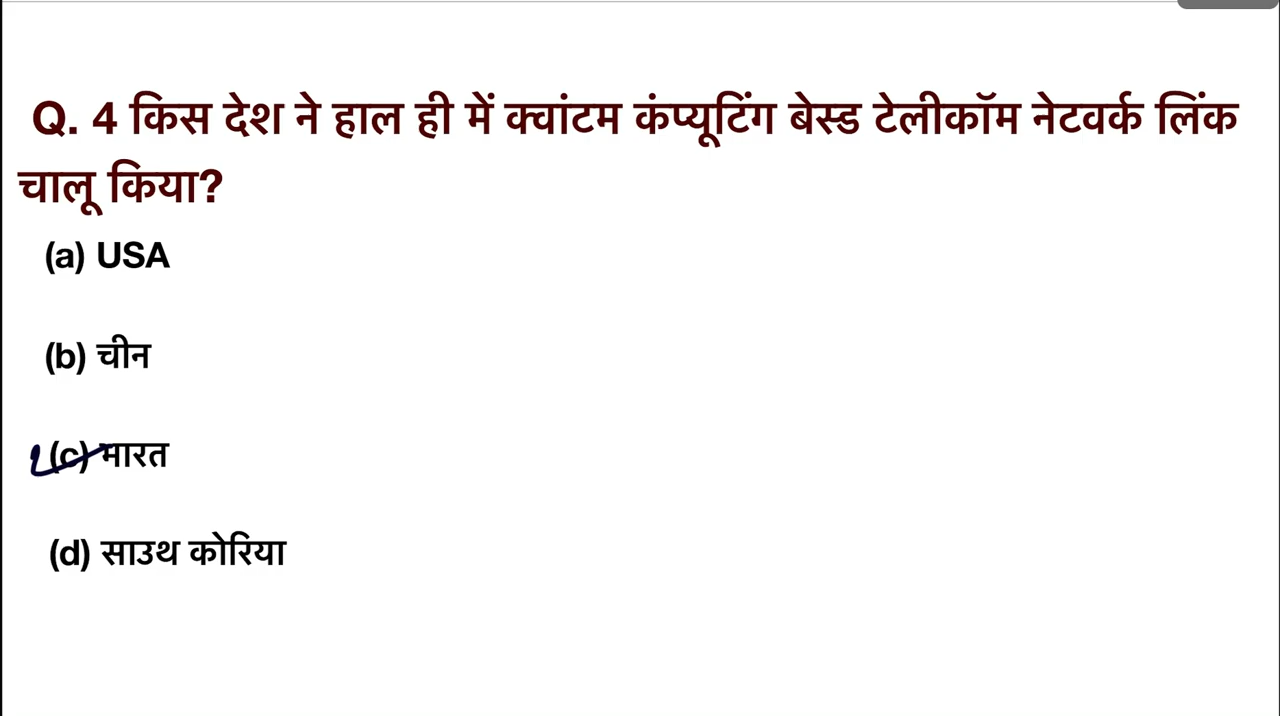 Q. 4 किस देश ने हाल ही में क्वांटम कंप्यूटिंग बेस्ड टेलीकॉम नेटवर्क लिंक
चालू किया?
(a) USA
(b) चीन
(c) भारत
(d) साउथ कोरिया